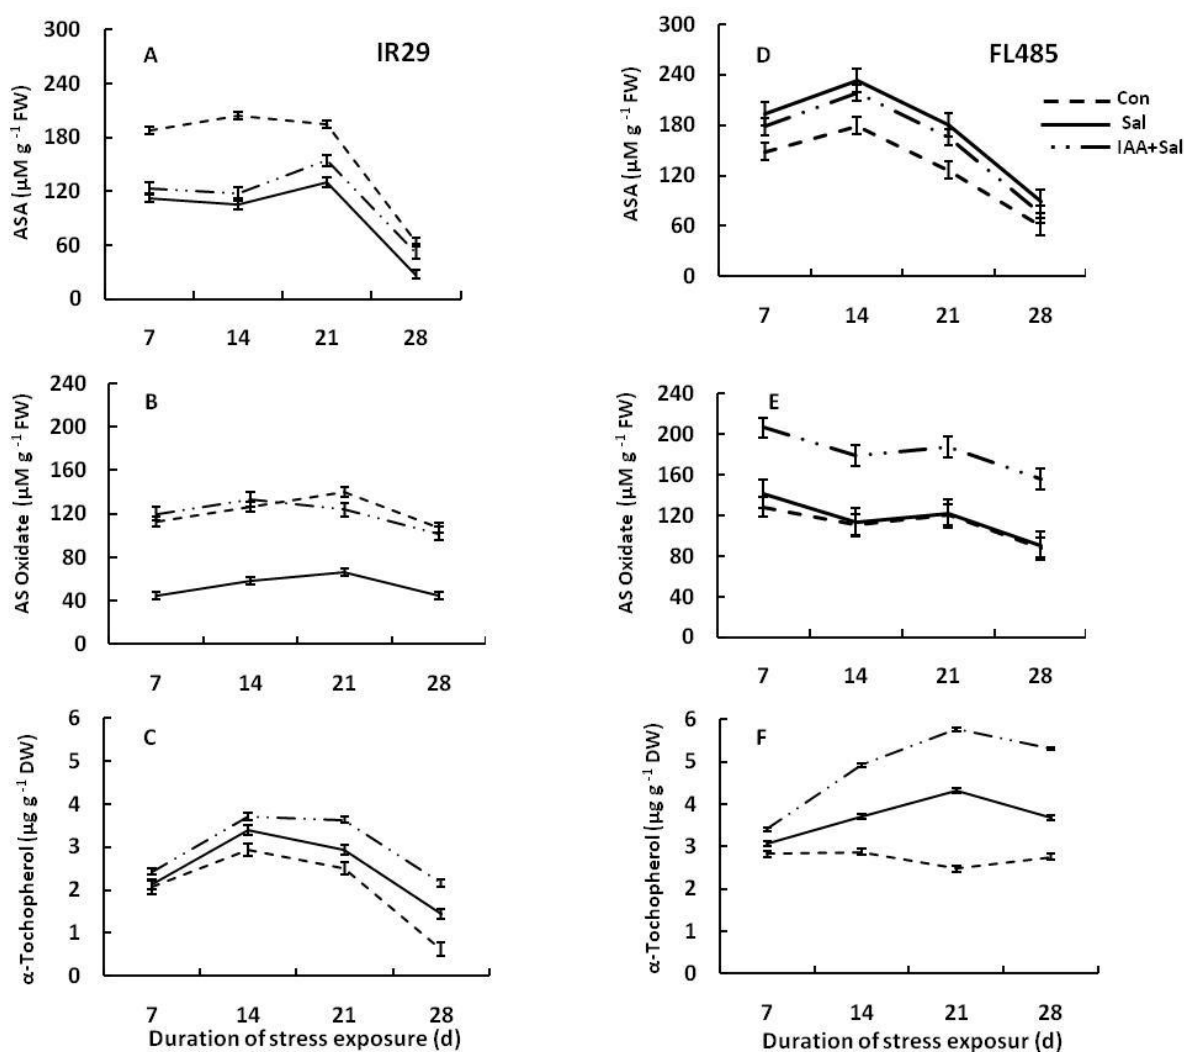 A
IR29
ASA (µM g⁻¹ FW)
300
240
180
120
60
0
7 14 21 28
D
FL485
ASA (µM g⁻¹ FW)
300
240
180
120
60
0
7 14 21 28
Con
Sal
IAA+Sal
B
AS Oxidate (µM g⁻¹ FW)
240
200
160
120
80
40
0
7 14 21 28
E
AS Oxidate (µM g⁻¹ FW)
240
200
160
120
80
40
0
7 14 21 28
C
α-Tochopherol (µg g⁻¹ DW)
6
5
4
3
2
1
0
7 14 21 28
Duration of stress exposure (d)
F
α-Tochopherol (µg g⁻¹ DW)
6
5
4
3
2
1
0
7 14 21 28
Duration of stress exposur (d)